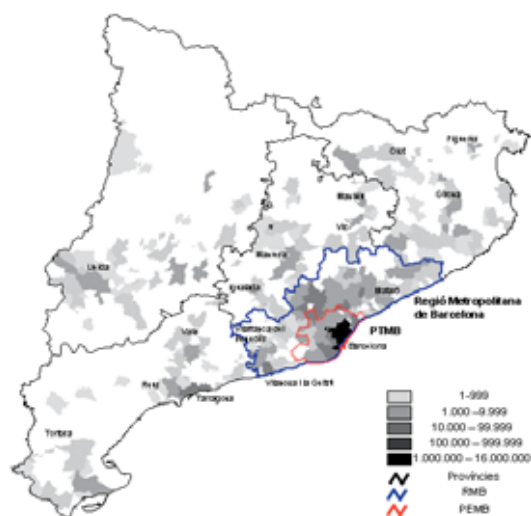 Figueres
Olot
Girona
Manlleu
Vic
Manresa
Lleida
Igualada
Mataró
Regió Metropolitana
de Barcelona
PTMB
Vilafranca del
Penedès
Barcelona
Valls
Vilanova i la Geltrú
Reus
Tarragona
Tortosa
1-999
1.000 – 9.999
10.000 – 99.999
100.000 – 999.999
1.000.000 – 16.000.000
Províncies
RMB
PEMB